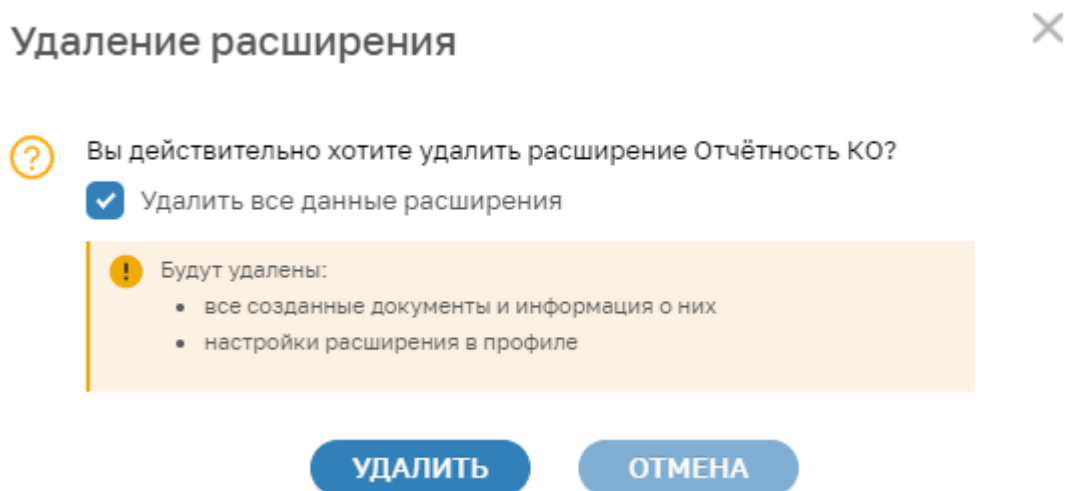 Удаление расширения
Вы действительно хотите удалить расширение Отчётность КО?
Удалить все данные расширения
Будут удалены:
• все созданные документы и информация о них
• настройки расширения в профиле
УДАЛИТЬ
ОТМЕНА